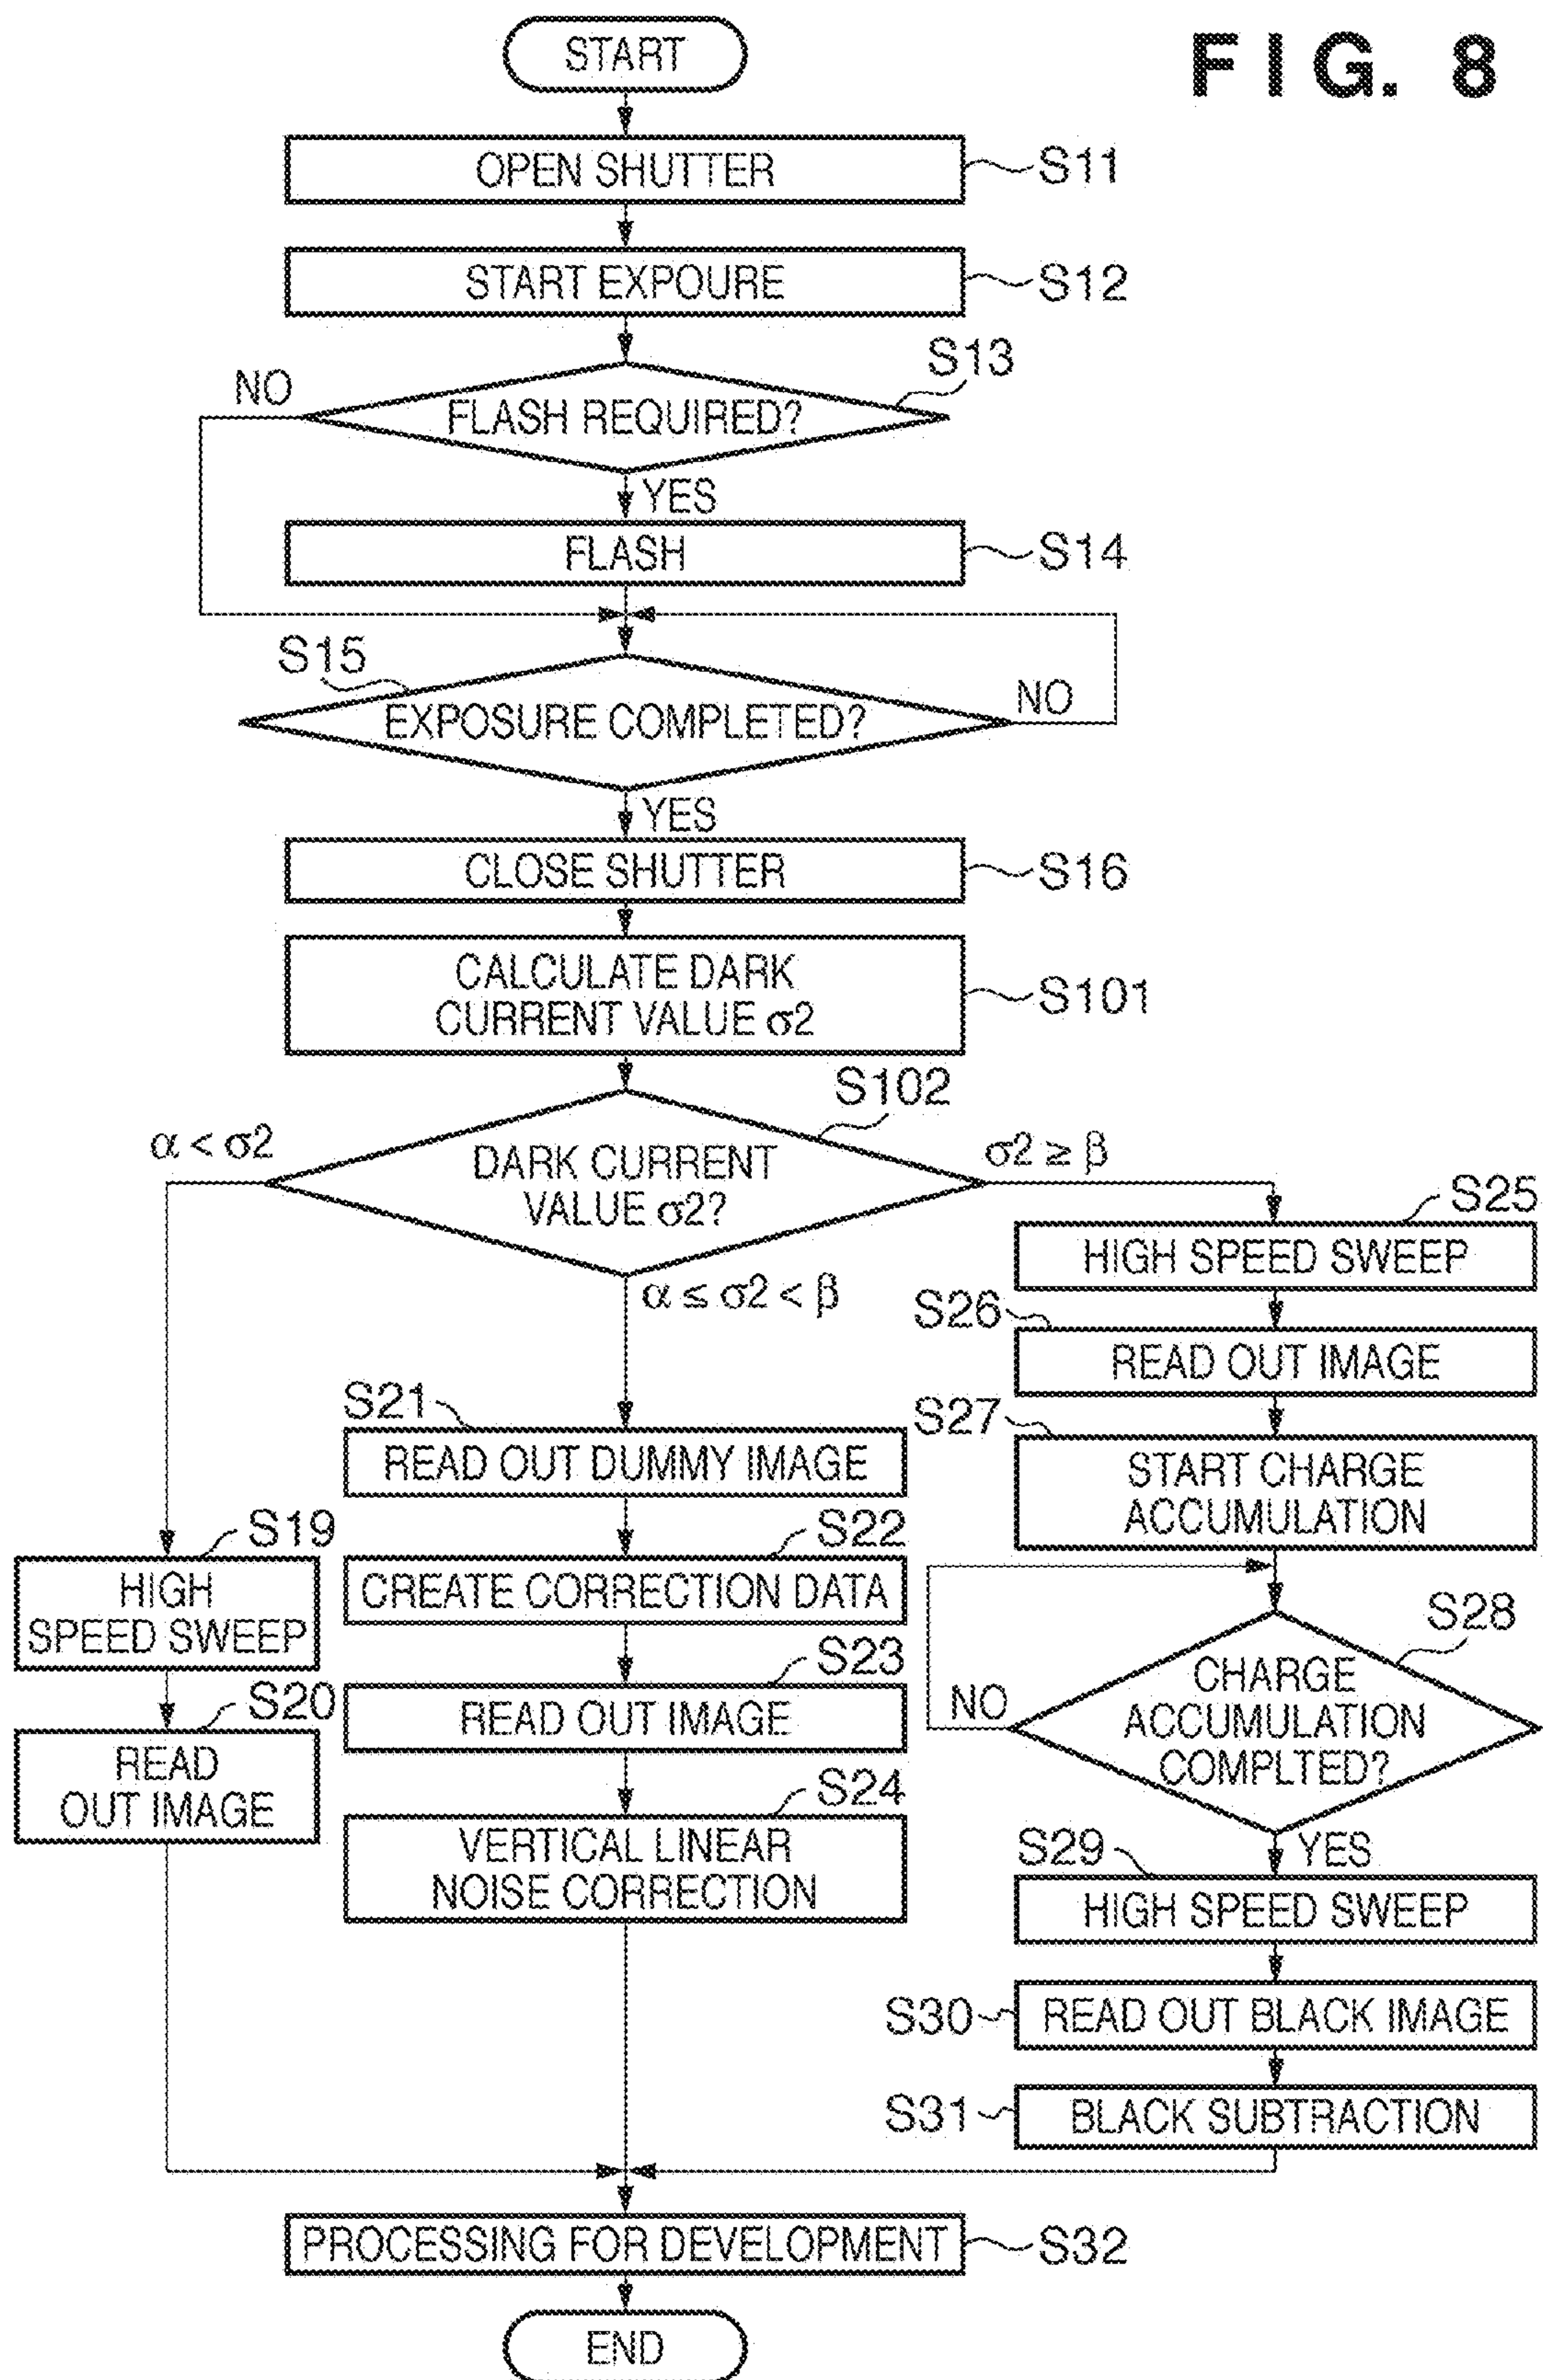 FIG. 8
START
OPEN SHUTTER
S11
START EXPOURE
S12
S13
NO
FLASH REQUIRED?
YES
FLASH
S14
S15
EXPOSURE COMPLETED?
NO
YES
CLOSE SHUTTER
S16
CALCULATE DARK
CURRENT VALUE σ2
S101
S102
α < σ2
DARK CURRENT
VALUE σ2?
σ2 ≥ β
α ≤ σ2 < β
S25
HIGH SPEED SWEEP
S26
READ OUT IMAGE
S27
START CHARGE
ACCUMULATION
S21
READ OUT DUMMY IMAGE
S19
HIGH
SPEED SWEEP
S22
CREATE CORRECTION DATA
S28
CHARGE
ACCUMULATION
COMPLTED?
NO
YES
S20
READ
OUT IMAGE
S23
READ OUT IMAGE
S24
VERTICAL LINEAR
NOISE CORRECTION
S29
HIGH SPEED SWEEP
S30
READ OUT BLACK IMAGE
S31
BLACK SUBTRACTION
PROCESSING FOR DEVELOPMENT
S32
END